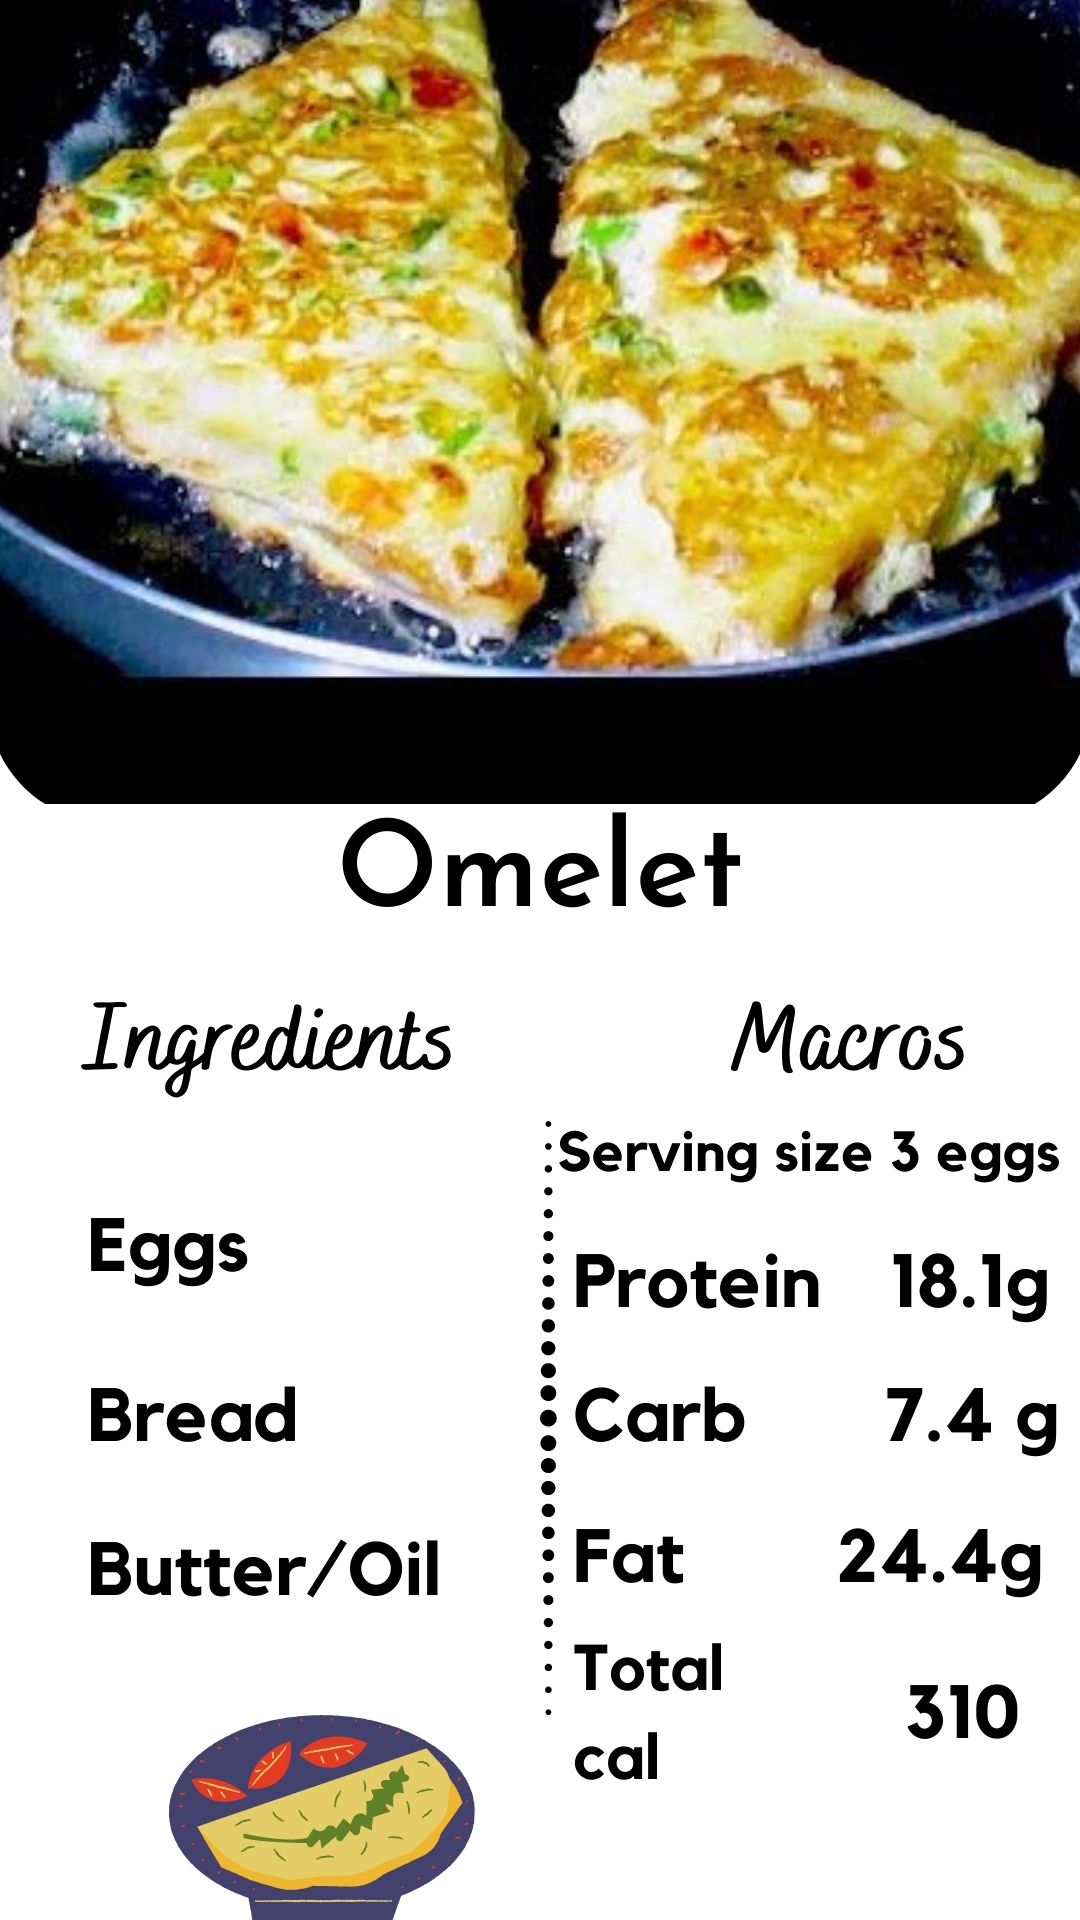 Omelet
Ingredients
Eggs
Bread
Butter/Oil
Macros
Serving size 3 eggs
Protein 18.1g
Carb 7.4 g
Fat 24.4g
Total
cal
310